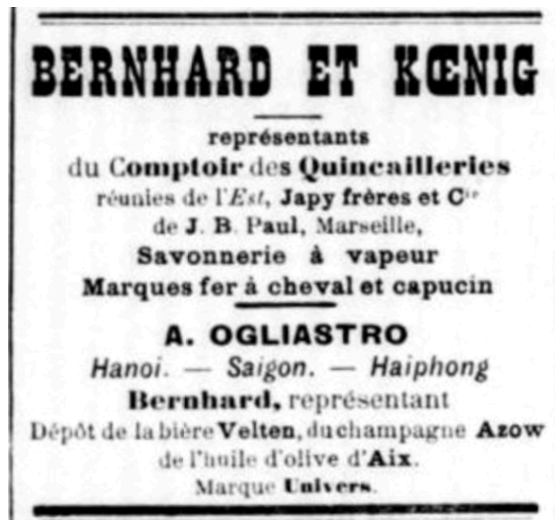 BERNHARD ET KŒNIG
représentants
du Comptoir des Quincailleries
réunies de l'Est, Japy frères et Cie
de J. B. Paul, Marseille,
Savonnerie à vapeur
Marques fer à cheval et capucin
A. OGLIASTRO
Hanoi. — Saigon. — Haiphong
Bernhard, représentant
Dépôt de la bière Velten, du champagne Azow
de l'huile d'olive d'Aix.
Marque Univers.